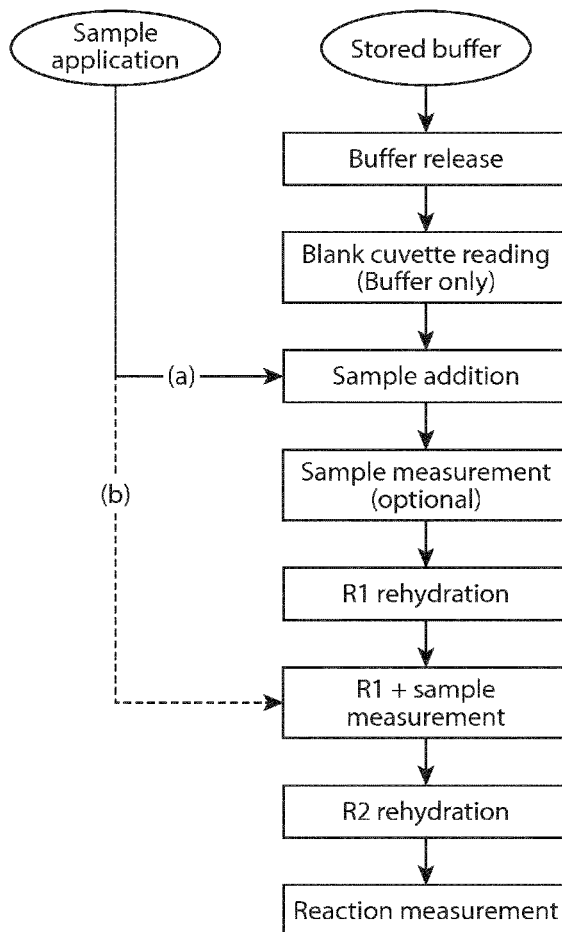 Sample
application
Stored buffer
Buffer release
Blank cuvette reading
(Buffer only)
(a)
Sample addition
Sample measurement
(optional)
(b)
R1 rehydration
R1 + sample
measurement
R2 rehydration
Reaction measurement